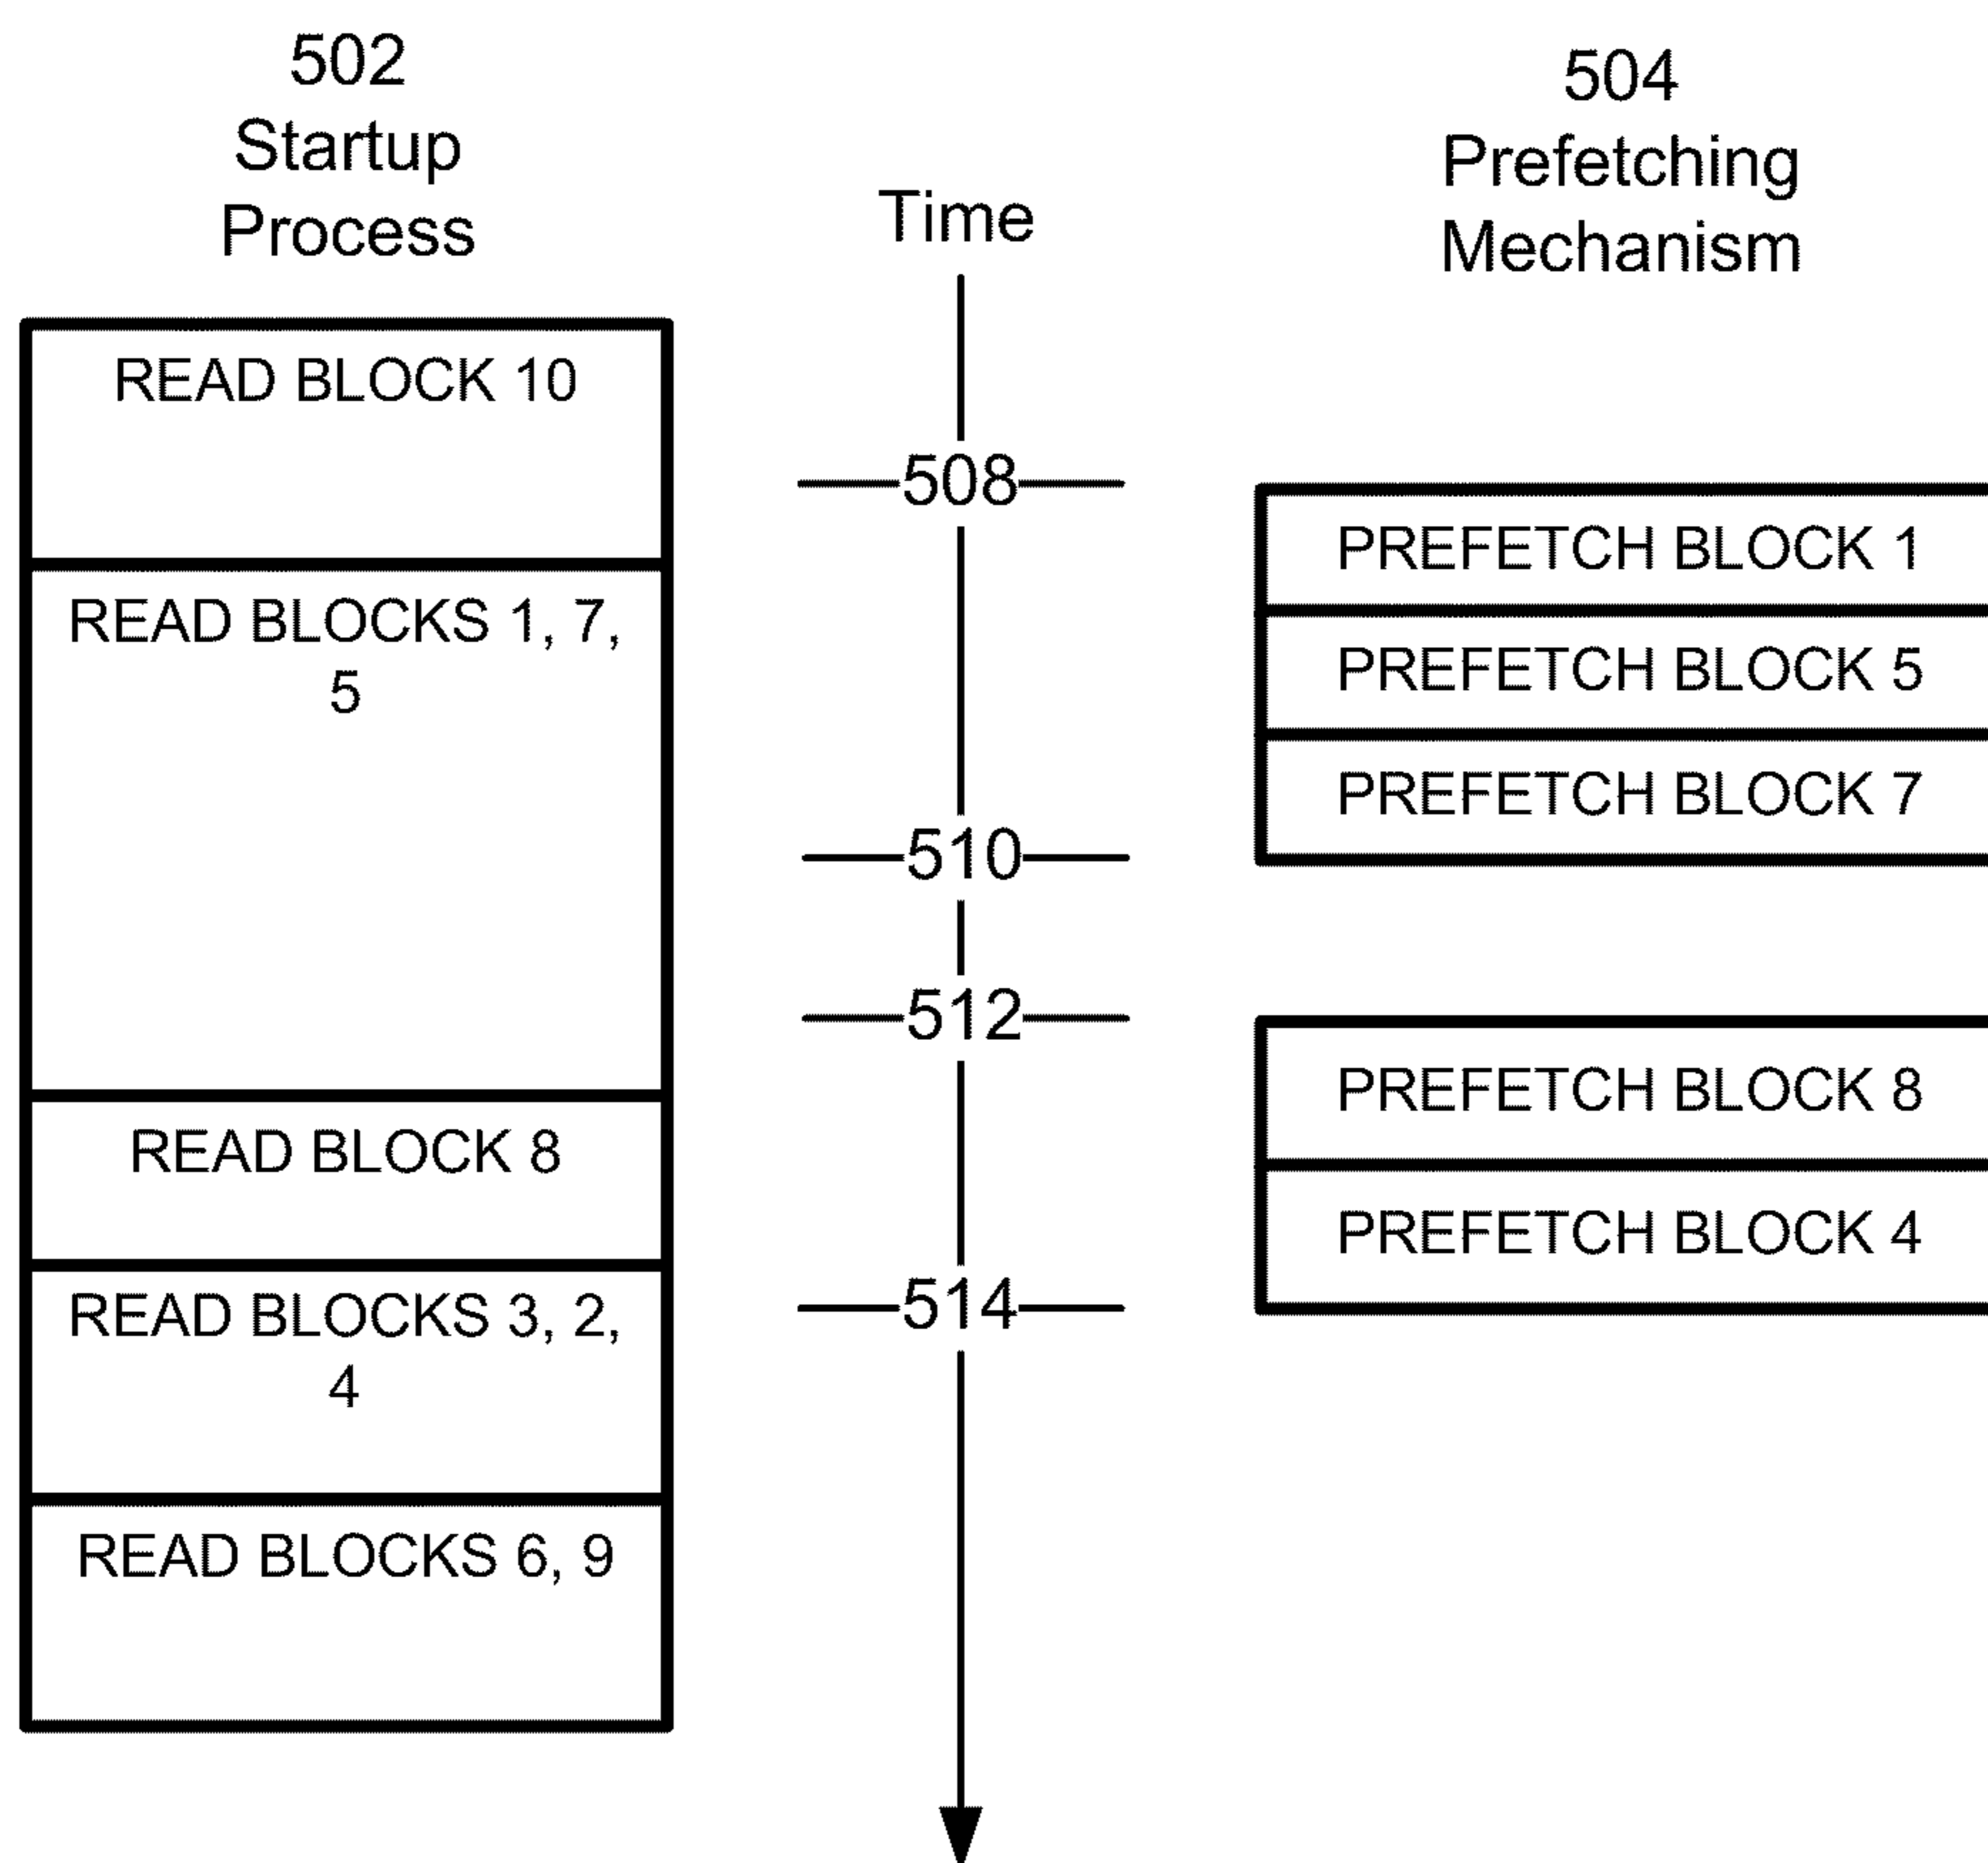 502
Startup
Process
READ BLOCK 10
READ BLOCKS 1, 7,
5
READ BLOCK 8
READ BLOCKS 3, 2,
4
READ BLOCKS 6, 9
Time
508
510
512
514
504
Prefetching
Mechanism
PREFETCH BLOCK 1
PREFETCH BLOCK 5
PREFETCH BLOCK 7
PREFETCH BLOCK 8
PREFETCH BLOCK 4